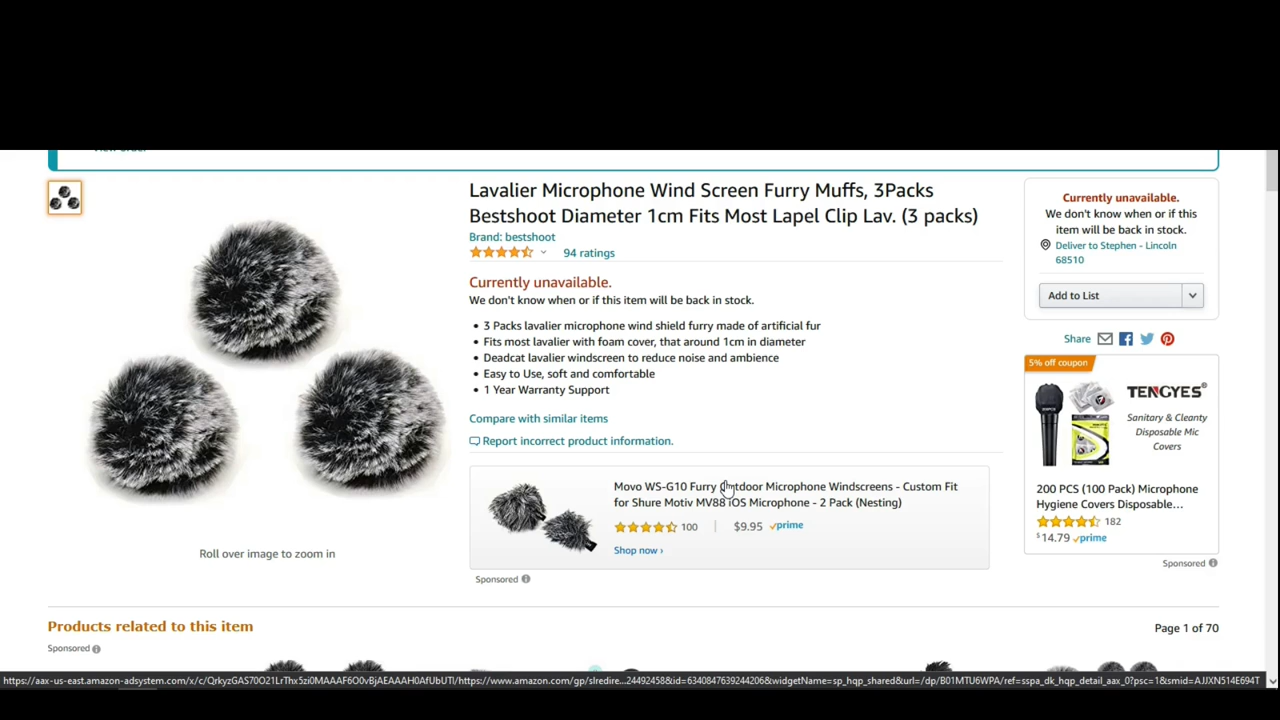 Lavalier Microphone Wind Screen Furry Muffs, 3Packs
Bestshoot Diameter 1cm Fits Most Lapel Clip Lav. (3 packs)
Brand: bestshoot
94 ratings
Currently unavailable.
We don't know when or if this item will be back in stock.
• 3 Packs lavalier microphone wind shield furry made of artificial fur
• Fits most lavalier with foam cover, that around 1cm in diameter
• Deadcat lavalier windscreen to reduce noise and ambience
• Easy to Use, soft and comfortable
• 1 Year Warranty Support
Compare with similar items
Report incorrect product information.
Movo WS-G10 Furry Outdoor Microphone Windscreens - Custom Fit
for Shure Motiv MV88 iOS Microphone - 2 Pack (Nesting)
100 | $9.95 prime
Shop now ›
Sponsored
Roll over image to zoom in
Currently unavailable.
We don't know when or if this
item will be back in stock.
Deliver to Stephen - Lincoln
68510
Add to List
Share
5% off coupon
TENGYES®
Sanitary & Cleanty
Disposable Mic
Covers
200 PCS (100 Pack) Microphone
Hygiene Covers Disposable...
182
$14.79 prime
Sponsored
Products related to this item
Page 1 of 70
Sponsored